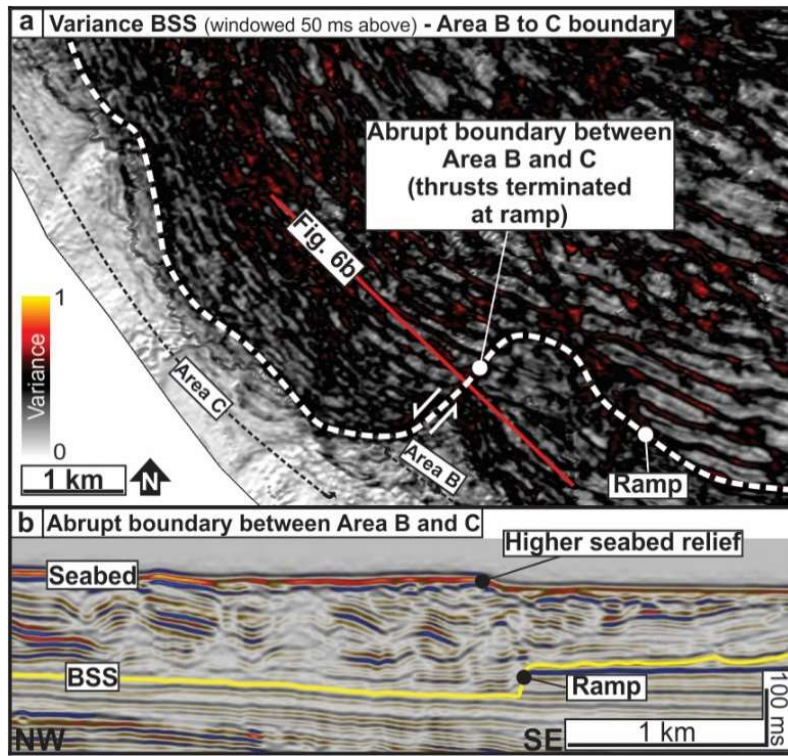 a Variance BSS (windowed 50 ms above) - Area B to C boundary
Abrupt boundary between
Area B and C
(thrusts terminated
at ramp)
Fig. 6b
1
Variance
0
Area C
Area B
Ramp
1 km
N
b Abrupt boundary between Area B and C
Higher seabed relief
Seabed
BSS
Ramp
100 ms
NW
SE
1 km